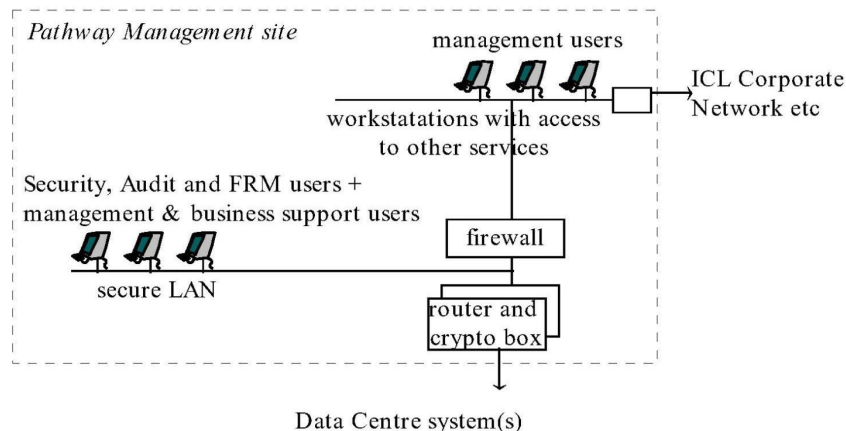 Pathway Management site
management users
ICL Corporate
Network etc
workstatations with access
to other services
Security, Audit and FRM users +
management & business support users
firewall
secure LAN
router and
crypto box
Data Centre system(s)